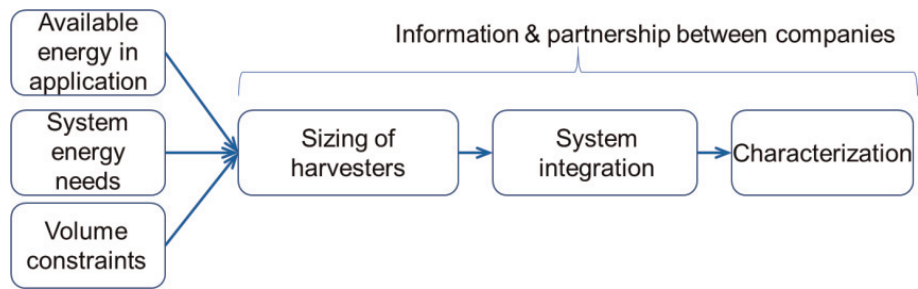 Available
energy in
application
System
energy
needs
Volume
constraints
Information & partnership between companies
Sizing of
harvesters
System
integration
Characterization